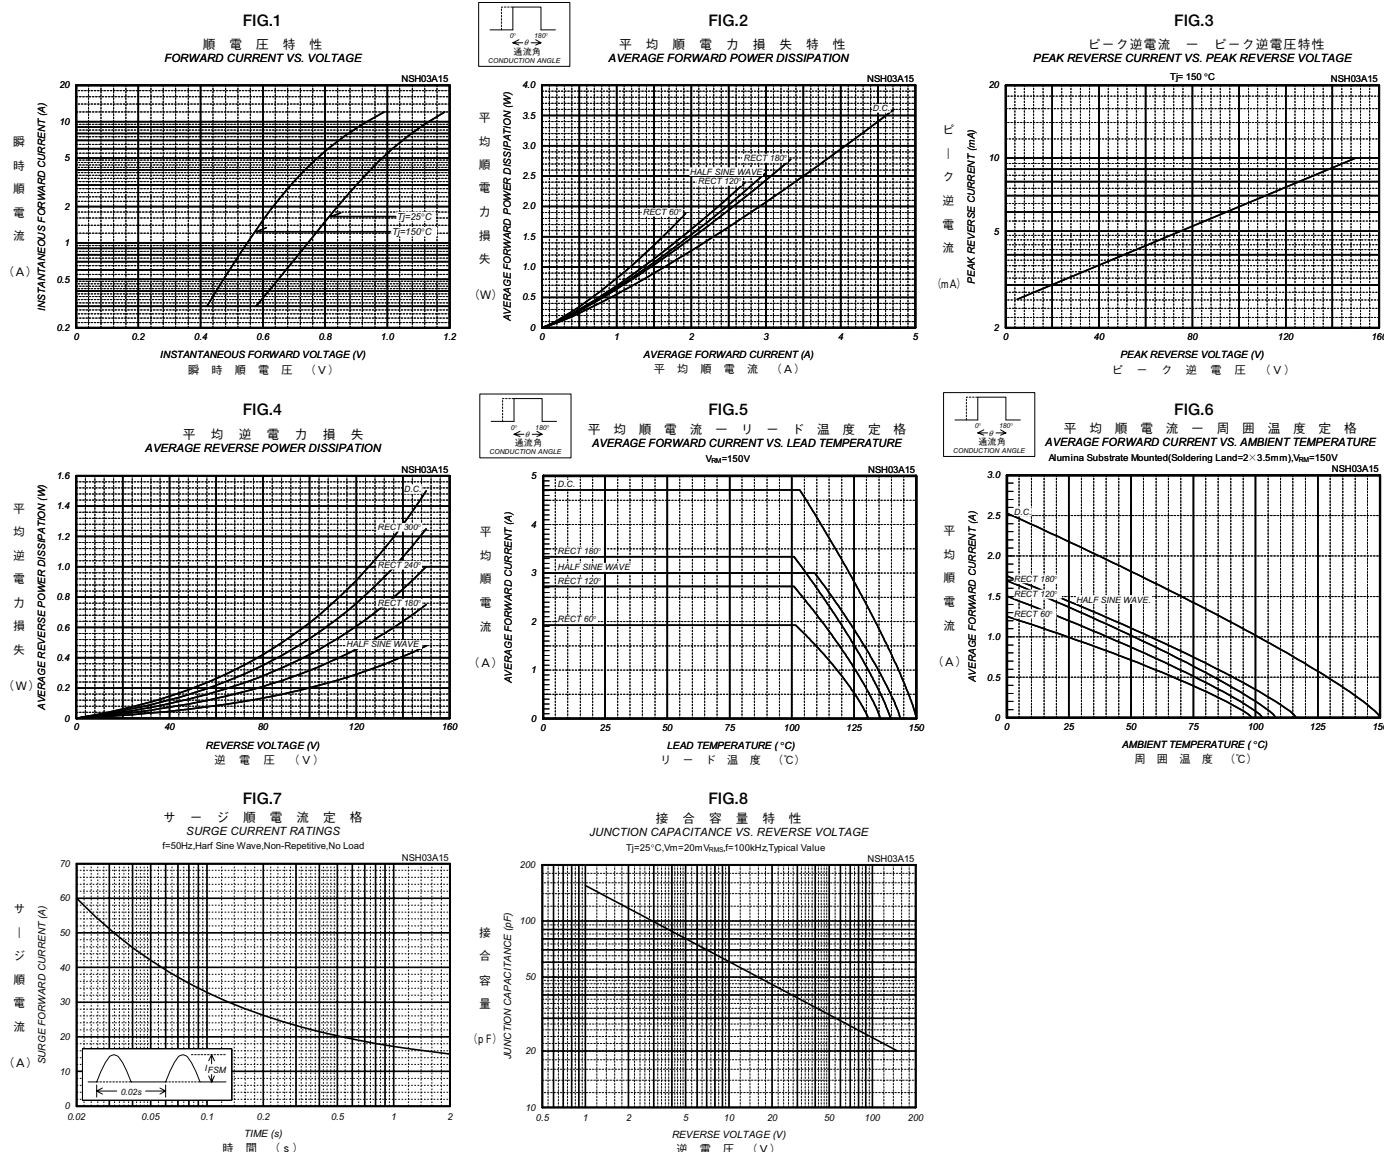 FIG.1
順電圧特性
FORWARD CURRENT VS. VOLTAGE
NSH03A15
瞬時順電流 (A)
INSTANTANEOUS FORWARD CURRENT (A)
20
10
5
2
1
0.5
0.2
Tj=25°C
Tj=150°C
0 0.2 0.4 0.6 0.8 1.0 1.2
INSTANTANEOUS FORWARD VOLTAGE (V)
瞬時順電圧 (V)
0° 180°
θ
通流角
CONDUCTION ANGLE
FIG.2
平均順電力損失特性
AVERAGE FORWARD POWER DISSIPATION
NSH03A15
平均順電力損失 (W)
AVERAGE FORWARD POWER DISSIPATION (W)
4.0
3.5
3.0
2.5
2.0
1.5
1.0
0.5
0
D.C.
RECT 180°
HALF SINE WAVE
RECT 120°
RECT 60°
0 1 2 3 4 5
AVERAGE FORWARD CURRENT (A)
平均順電流 (A)
FIG.3
ピーク逆電流 — ピーク逆電圧特性
PEAK REVERSE CURRENT VS. PEAK REVERSE VOLTAGE
Tj= 150 °C
NSH03A15
ピーク逆電流 (mA)
PEAK REVERSE CURRENT (mA)
20
10
5
2
0 40 80 120 160
PEAK REVERSE VOLTAGE (V)
ピーク逆電圧 (V)
FIG.4
平均逆電力損失
AVERAGE REVERSE POWER DISSIPATION
NSH03A15
平均逆電力損失 (W)
AVERAGE REVERSE POWER DISSIPATION (W)
1.6
1.4
1.2
1.0
0.8
0.6
0.4
0.2
0
D.C.
RECT 300°
RECT 240°
RECT 180°
HALF SINE WAVE
0 40 80 120 160
REVERSE VOLTAGE (V)
逆電圧 (V)
0° 180°
θ
通流角
CONDUCTION ANGLE
FIG.5
平均順電流—リード温度定格
AVERAGE FORWARD CURRENT VS. LEAD TEMPERATURE
VRM=150V
NSH03A15
平均順電流 (A)
AVERAGE FORWARD CURRENT (A)
5
4
3
2
1
0
D.C.
RECT 180°
HALF SINE WAVE
RECT 120°
RECT 60°
0 25 50 75 100 125 150
LEAD TEMPERATURE (°C)
リード温度 (℃)
0° 180°
θ
通流角
CONDUCTION ANGLE
FIG.6
平均順電流—周囲温度定格
AVERAGE FORWARD CURRENT VS. AMBIENT TEMPERATURE
Alumina Substrate Mounted(Soldering Land=2×3.5mm),VRM=150V
NSH03A15
平均順電流 (A)
AVERAGE FORWARD CURRENT (A)
3.0
2.5
2.0
1.5
1.0
0.5
0
D.C.
RECT 180°
RECT 120°
HALF SINE WAVE
RECT 60°
0 25 50 75 100 125 150
AMBIENT TEMPERATURE (°C)
周囲温度 (℃)
FIG.7
サージ順電流定格
SURGE CURRENT RATINGS
f=50Hz,Harf Sine Wave,Non-Repetitive,No Load
NSH03A15
サージ順電流 (A)
SURGE FORWARD CURRENT (A)
70
60
50
40
30
20
10
0
IFSM
0.02s
0.02 0.05 0.1 0.2 0.5 1 2
TIME (s)
時間 (s)
FIG.8
接合容量特性
JUNCTION CAPACITANCE VS. REVERSE VOLTAGE
Tj=25°C,Vm=20mVRMS,f=100kHz,Typical Value
NSH03A15
接合容量 (pF)
JUNCTION CAPACITANCE (pF)
200
100
50
20
10
0.5 1 2 5 10 20 50 100 200
REVERSE VOLTAGE (V)
逆電圧 (V)